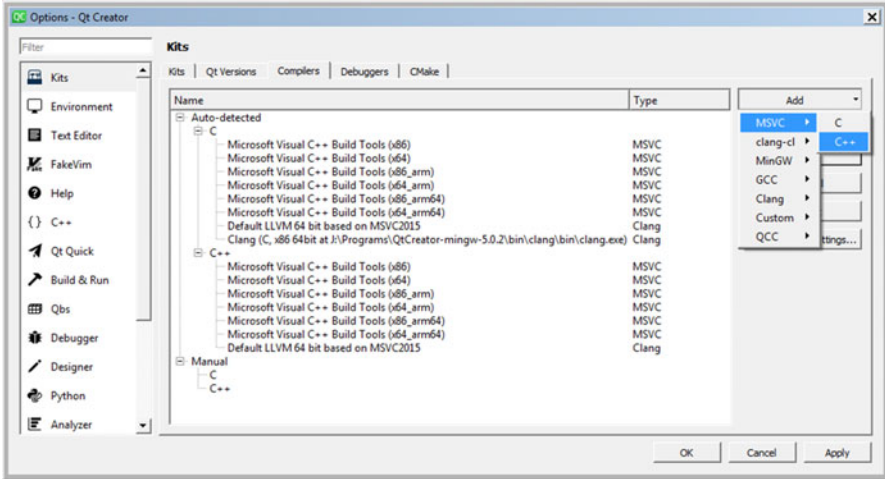 QC Options - Qt Creator
Filter
Kits
Environment
Text Editor
FakeVim
Help
{} C++
Qt Quick
Build & Run
Qbs
Debugger
Designer
Python
Analyzer
Kits
Kits Qt Versions Compilers Debuggers CMake
Name Type
Auto-detected
C
Microsoft Visual C++ Build Tools (x86) MSVC
Microsoft Visual C++ Build Tools (x64) MSVC
Microsoft Visual C++ Build Tools (x86_arm) MSVC
Microsoft Visual C++ Build Tools (x64_arm) MSVC
Microsoft Visual C++ Build Tools (x86_arm64) MSVC
Microsoft Visual C++ Build Tools (x64_arm64) MSVC
Default LLVM 64 bit based on MSVC2015 Clang
Clang (C, x86 64bit at J:\Programs\QtCreator-mingw-5.0.2\bin\clang\bin\clang.exe) Clang
C++
Microsoft Visual C++ Build Tools (x86) MSVC
Microsoft Visual C++ Build Tools (x64) MSVC
Microsoft Visual C++ Build Tools (x86_arm) MSVC
Microsoft Visual C++ Build Tools (x64_arm) MSVC
Microsoft Visual C++ Build Tools (x86_arm64) MSVC
Microsoft Visual C++ Build Tools (x64_arm64) MSVC
Default LLVM 64 bit based on MSVC2015 Clang
Manual
C
C++
Add
MSVC
clang-cl
MinGW
GCC
Clang
Custom
QCC
C
C++
ttings...
OK Cancel Apply